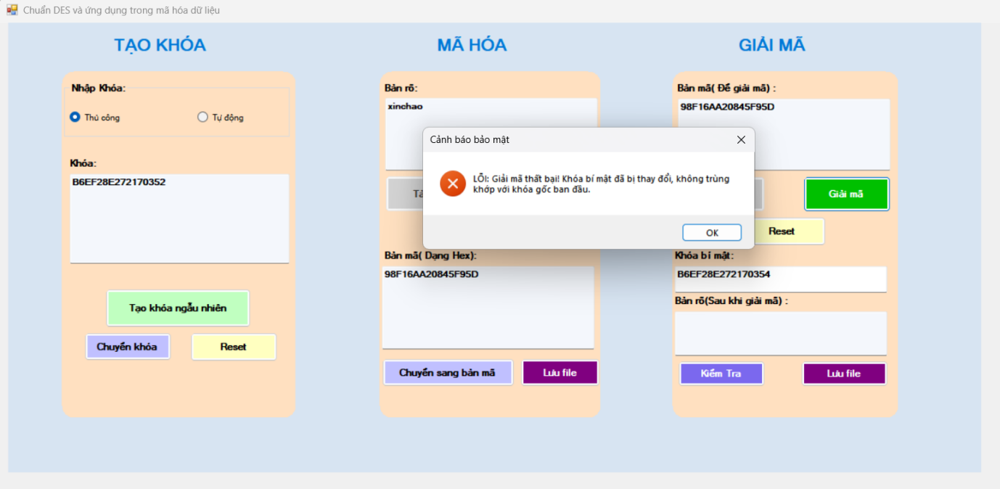 Chuẩn DES và ứng dụng trong mã hóa dữ liệu
TẠO KHÓA
Nhập Khóa:
Thủ công
Tự động
Khóa:
B6EF28E272170352
Tạo khóa ngẫu nhiên
Chuyển khóa
Reset
MÃ HÓA
Bản rõ:
xinchao
Bản mã( Dạng Hex):
98F16AA20845F95D
Chuyển sang bản mã
Lưu file
GIẢI MÃ
Bản mã( Để giải mã) :
98F16AA20845F95D
Giải mã
Reset
Khóa bí mật:
B6EF28E272170354
Bản rõ(Sau khi giải mã) :
Kiểm Tra
Lưu file
Cảnh báo bảo mật
LỖI: Giải mã thất bại! Khóa bí mật đã bị thay đổi, không trùng
khớp với khóa gốc ban đầu.
OK